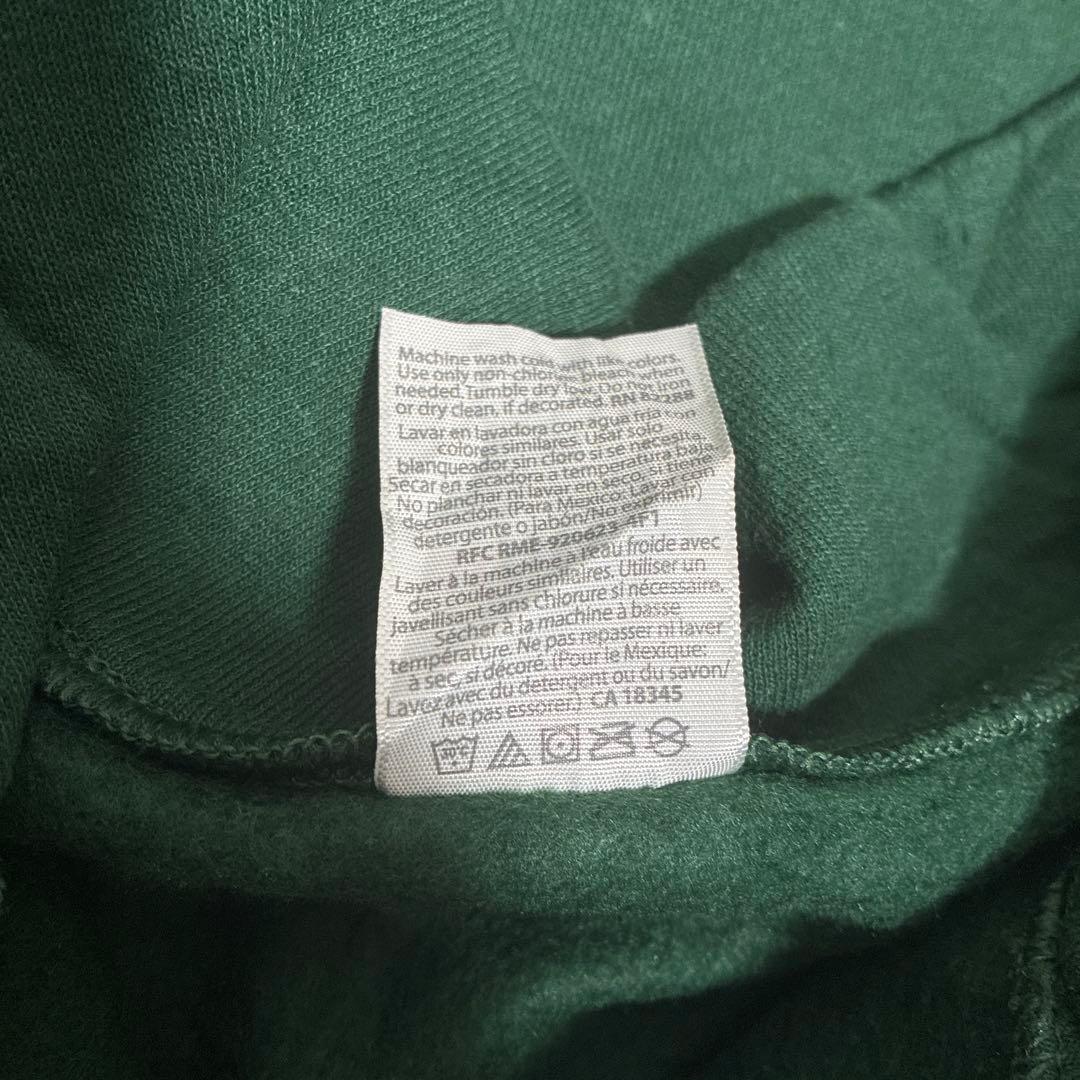 Machine wash cold with like colors.
Use only non-chlorine bleach when
needed. Tumble dry low. Do not iron
or dry clean, if decorated. RN 82288
Lavar en lavadora con agua fria con
colores similares. Usar solo
blanqueador sin cloro si se necesita.
Secar en secadora a temperatura baja.
No planchar ni lavar en seco, si tiene
decoración. (Para Mexico: Lavar con
detergente o jabón/No exprimir)
RFC RME-920623-4F1
Laver à la machine à l'eau froide avec
des couleurs similaires. Utiliser un
javellisant sans chlorure si nécessaire.
Sécher à la machine à basse
température. Ne pas repasser ni laver
à sec, si décoré. (Pour le Mexique:
Lavez avec du detergent ou du savon/
Ne pas essorer.) CA 18345